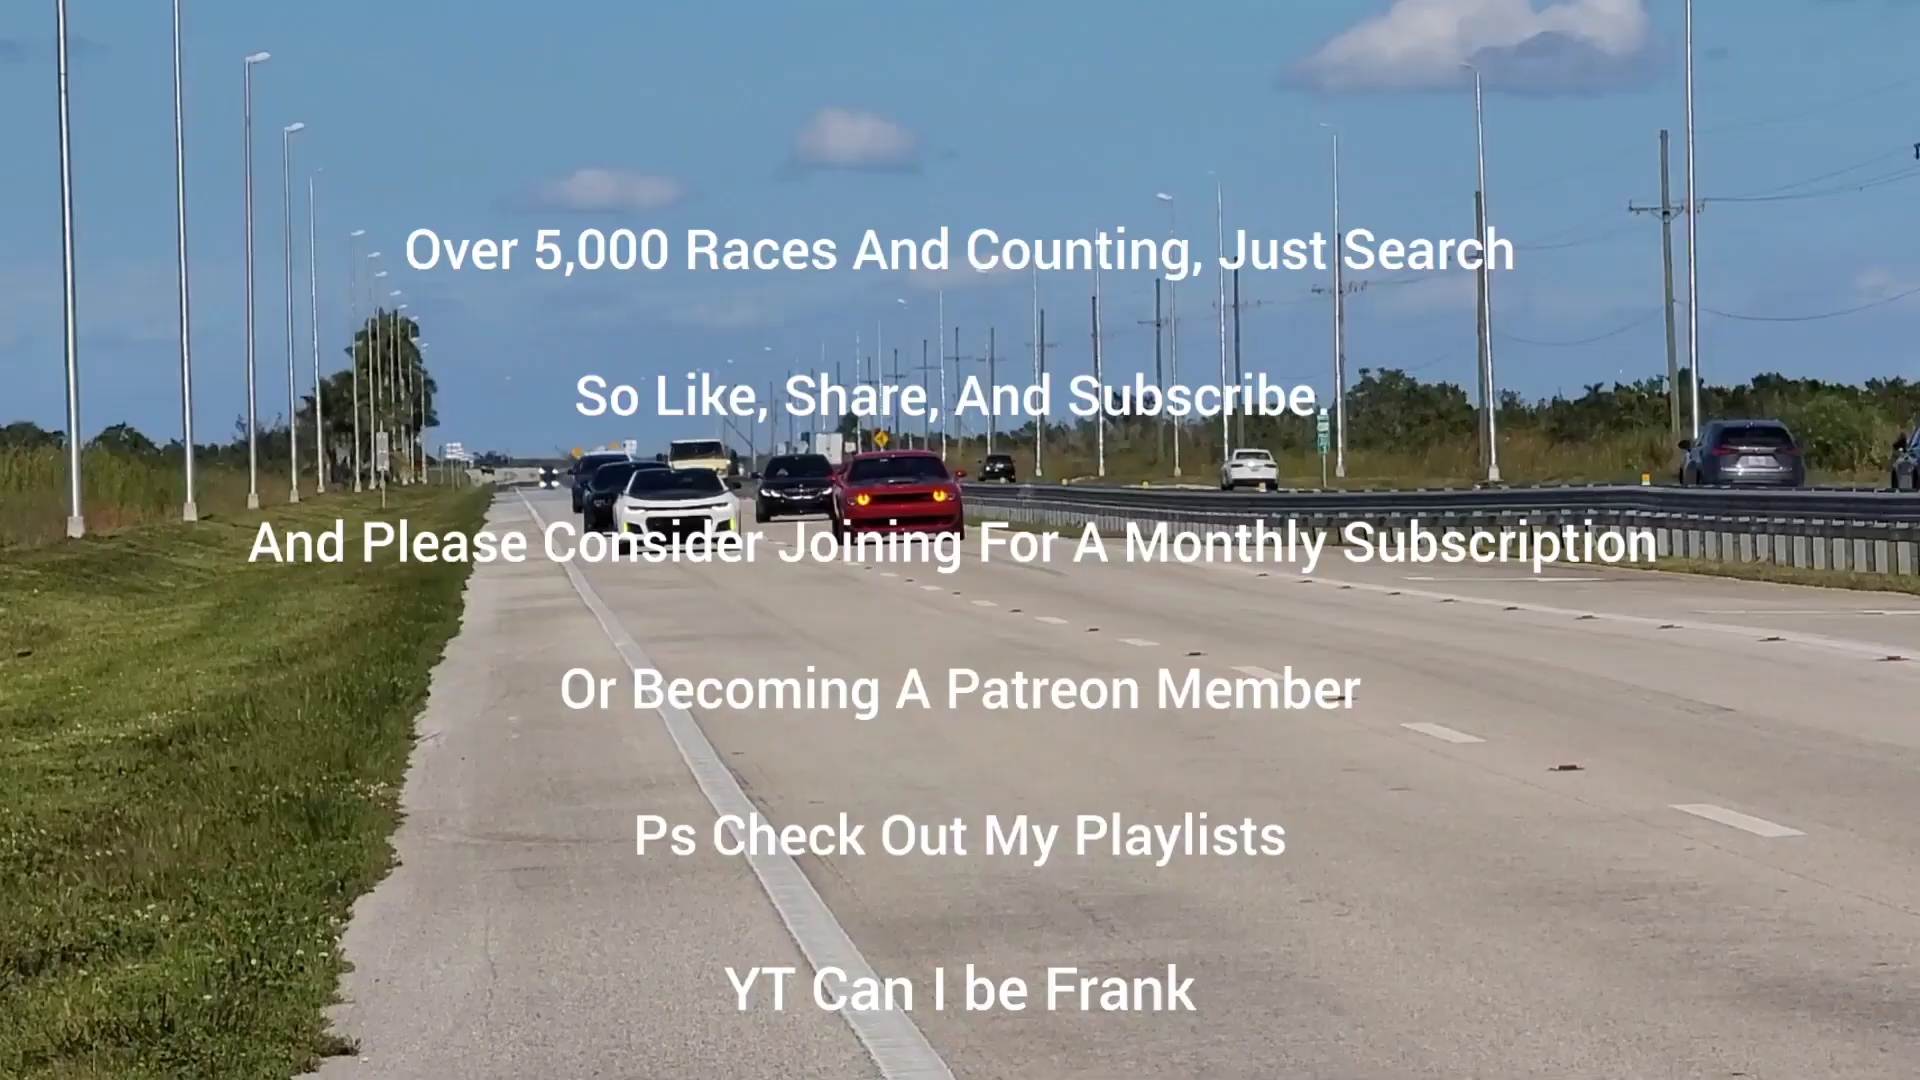 Over 5,000 Races And Counting, Just Search
So Like, Share, And Subscribe.
And Please Consider Joining For A Monthly Subscription
Or Becoming A Patreon Member
Ps Check Out My Playlists
YT Can I be Frank